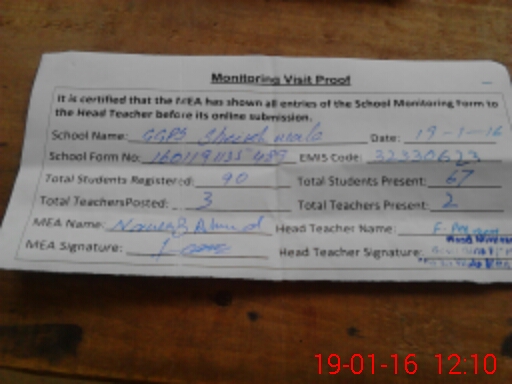 Monitoring Visit Proof
It is certified that the MEA has shown all entries of the School Monitoring Form to
the Head Teacher before its online submission.
School Name: GGPS Date: 19-1-16
School Form No: EMIS Code: 32330623
Total Students Registered: 90 Total Students Present: 67
Total TeachersPosted: 3 Total Teachers Present: 2
MEA Name: Head Teacher Name:
MEA Signature: Head Teacher Signature:
19-01-16 12:10